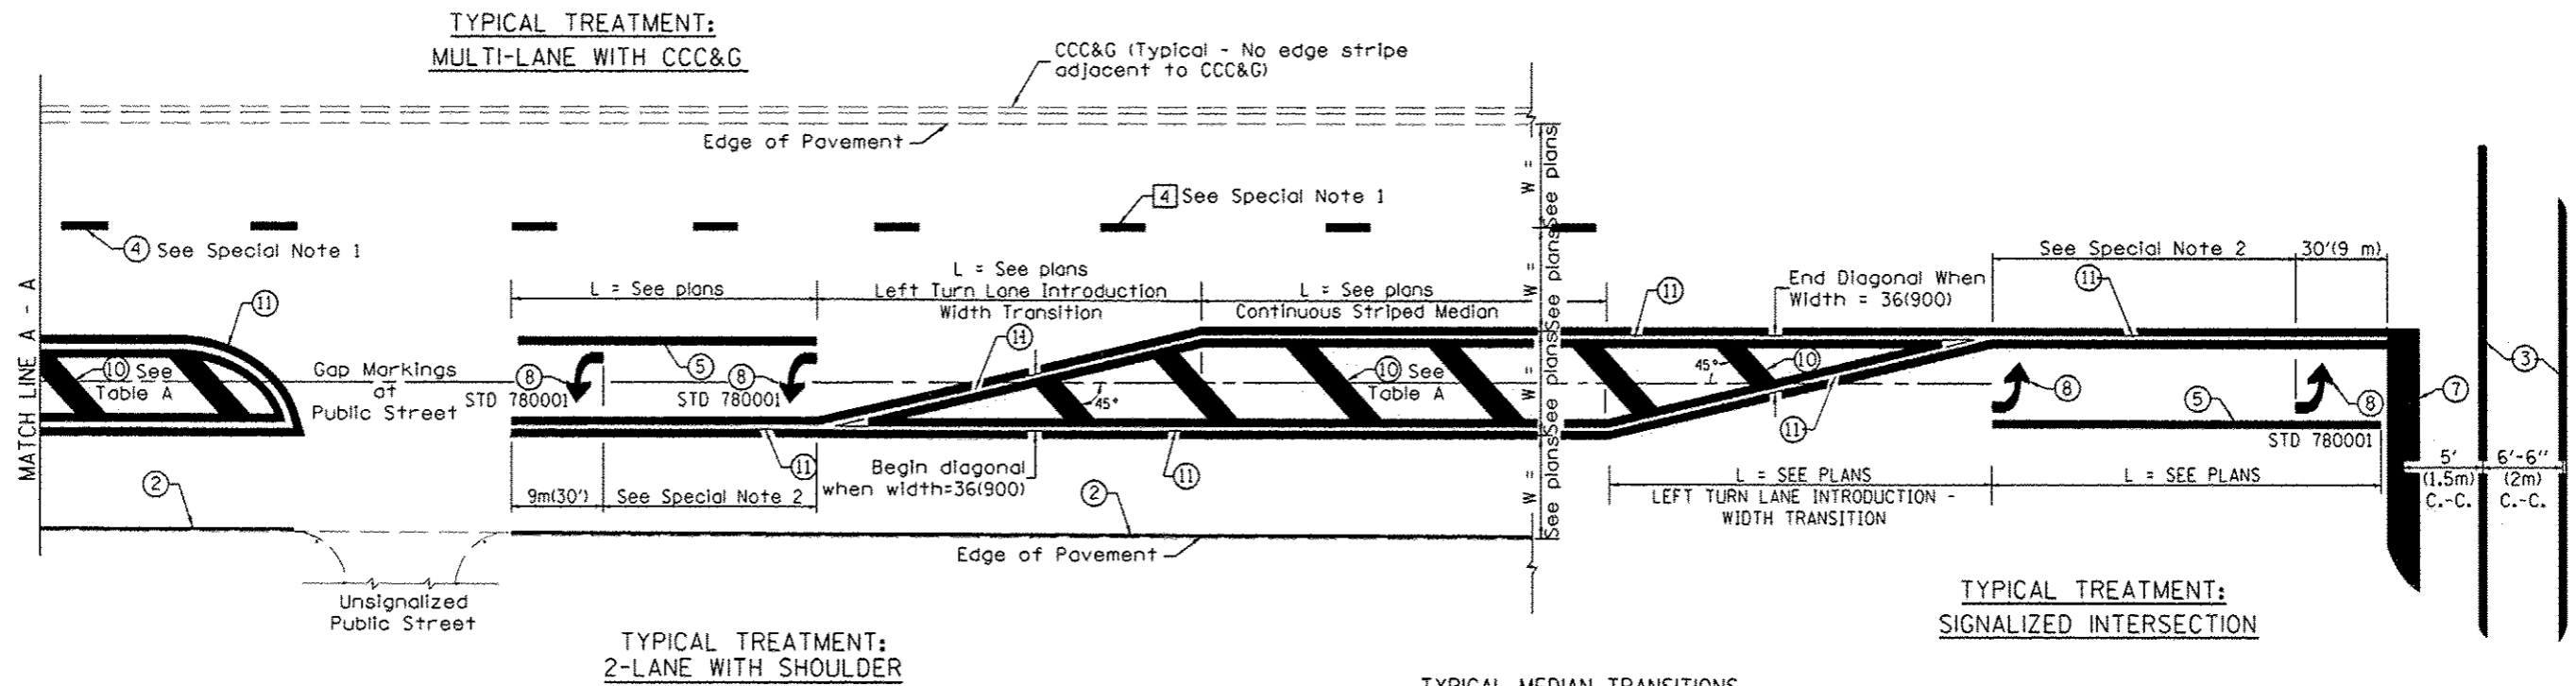 TYPICAL TREATMENT:
MULTI-LANE WITH CCC&G
CCC&G (Typical - No edge stripe
adjacent to CCC&G)
Edge of Pavement
4 See Special Note 1
4 See Special Note 1
MATCH LINE A - A
11
10 See
Table A
Gap Markings
at
Public Street
L = See plans
L = See plans
Left Turn Lane Introduction
Width Transition
L = See plans
Continuous Striped Median
W = See plans
W = See plans
W = See plans
W = See plans
11
End Diagonal When
Width = 36(900)
See Special Note 2
30'(9 m)
11
8
STD 780001
5
8
STD 780001
11
45°
10 See
Table A
45°
10
11
8
5
8
STD 780001
7
3
2
9m(30')
See Special Note 2
11
Begin diagonal
when width=36(900)
11
2
L = SEE PLANS
LEFT TURN LANE INTRODUCTION -
WIDTH TRANSITION
L = SEE PLANS
5'
(1.5m)
C.-C.
6'-6"
(2m)
C.-C.
Edge of Pavement
Unsignalized
Public Street
TYPICAL TREATMENT:
2-LANE WITH SHOULDER
TYPICAL TREATMENT:
SIGNALIZED INTERSECTION
TYPICAL MEDIAN TRANSITIONS